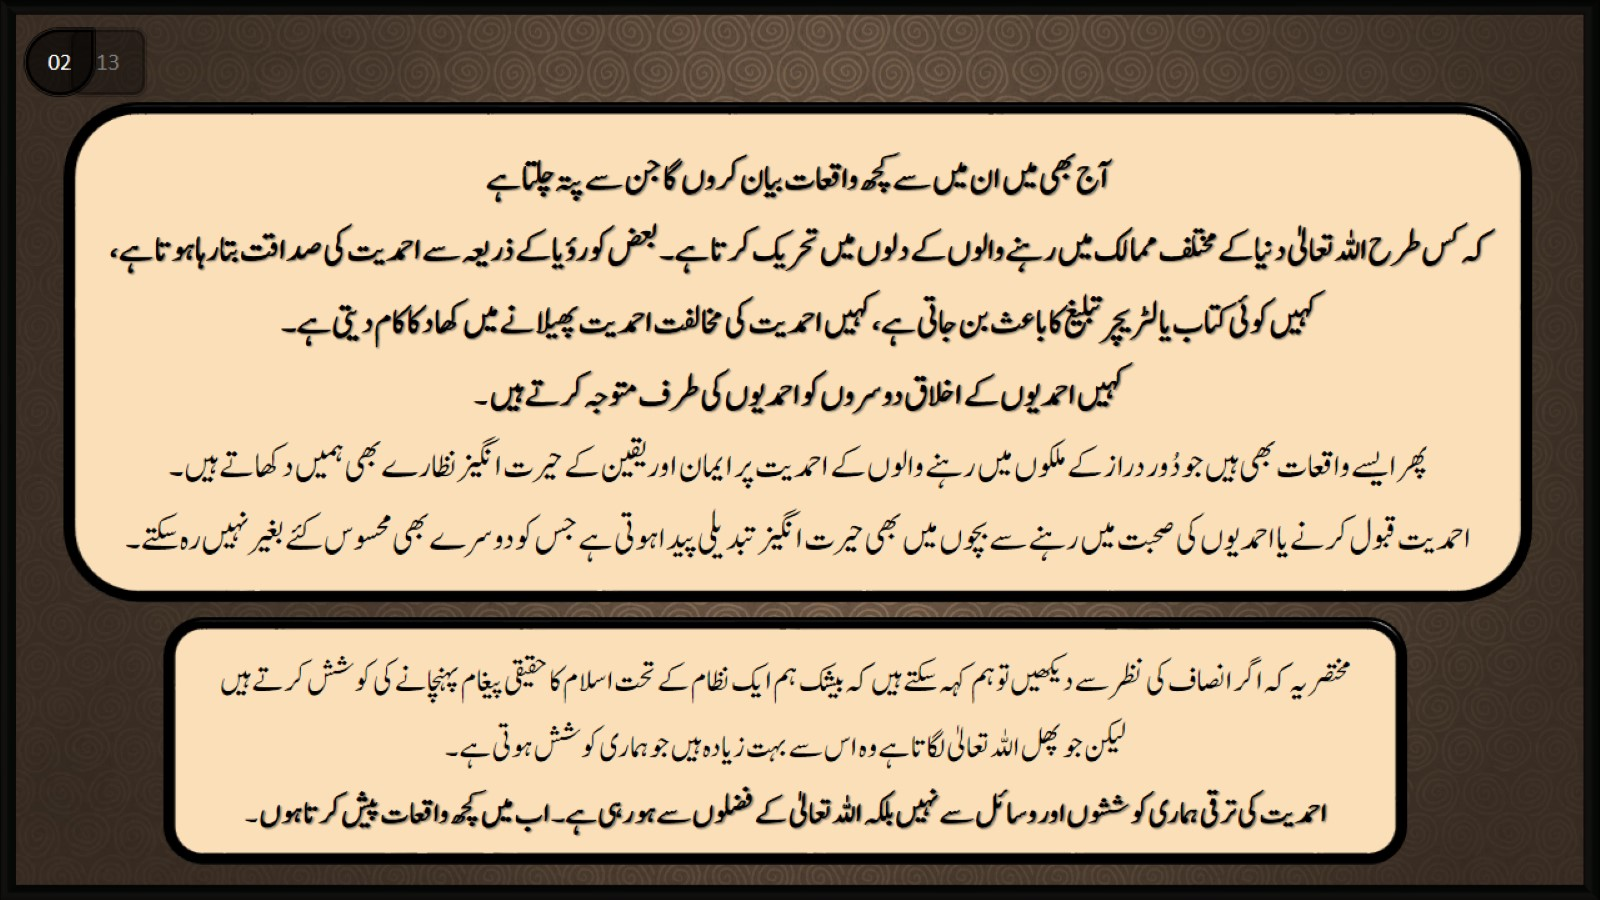 02 13
آج بھی میں ان میں سے کچھ واقعات بیان کروں گا جن سے پتہ چلتا ہے
کہ کس طرح اللہ تعالیٰ دنیا کے مختلف ممالک میں رہنے والوں کے دلوں میں تحریک کرتا ہے۔ بعض کو رؤیا کے ذریعہ سے احمدیت کی صداقت بتا رہا ہوتا ہے،
کہیں کوئی کتاب یا لٹریچر تبلیغ کا باعث بن جاتی ہے، کہیں احمدیت کی مخالفت احمدیت پھیلانے میں کھاد کا کام دیتی ہے۔
کہیں احمدیوں کے اخلاق دوسروں کو احمدیوں کی طرف متوجہ کرتے ہیں۔
پھر ایسے واقعات بھی ہیں جو دُور دراز کے ملکوں میں رہنے والوں کے احمدیت پر ایمان اور یقین کے حیرت انگیز نظارے بھی ہمیں دکھاتے ہیں۔
احمدیت قبول کرنے یا احمدیوں کی صحبت میں رہنے سے بچوں میں بھی حیرت انگیز تبدیلی پیدا ہوتی ہے جس کو دوسرے بھی محسوس کئے بغیر نہیں رہ سکتے۔
مختصر یہ کہ اگر انصاف کی نظر سے دیکھیں تو ہم کہہ سکتے ہیں کہ بیشک ہم ایک نظام کے تحت اسلام کا حقیقی پیغام پہنچانے کی کوشش کرتے ہیں
لیکن جو پھل اللہ تعالیٰ لگاتا ہے وہ اس سے بہت زیادہ ہیں جو ہماری کوشش ہوتی ہے۔
احمدیت کی ترقی ہماری کوششوں اور وسائل سے نہیں بلکہ اللہ تعالیٰ کے فضلوں سے ہو رہی ہے۔ اب میں کچھ واقعات پیش کرتا ہوں۔